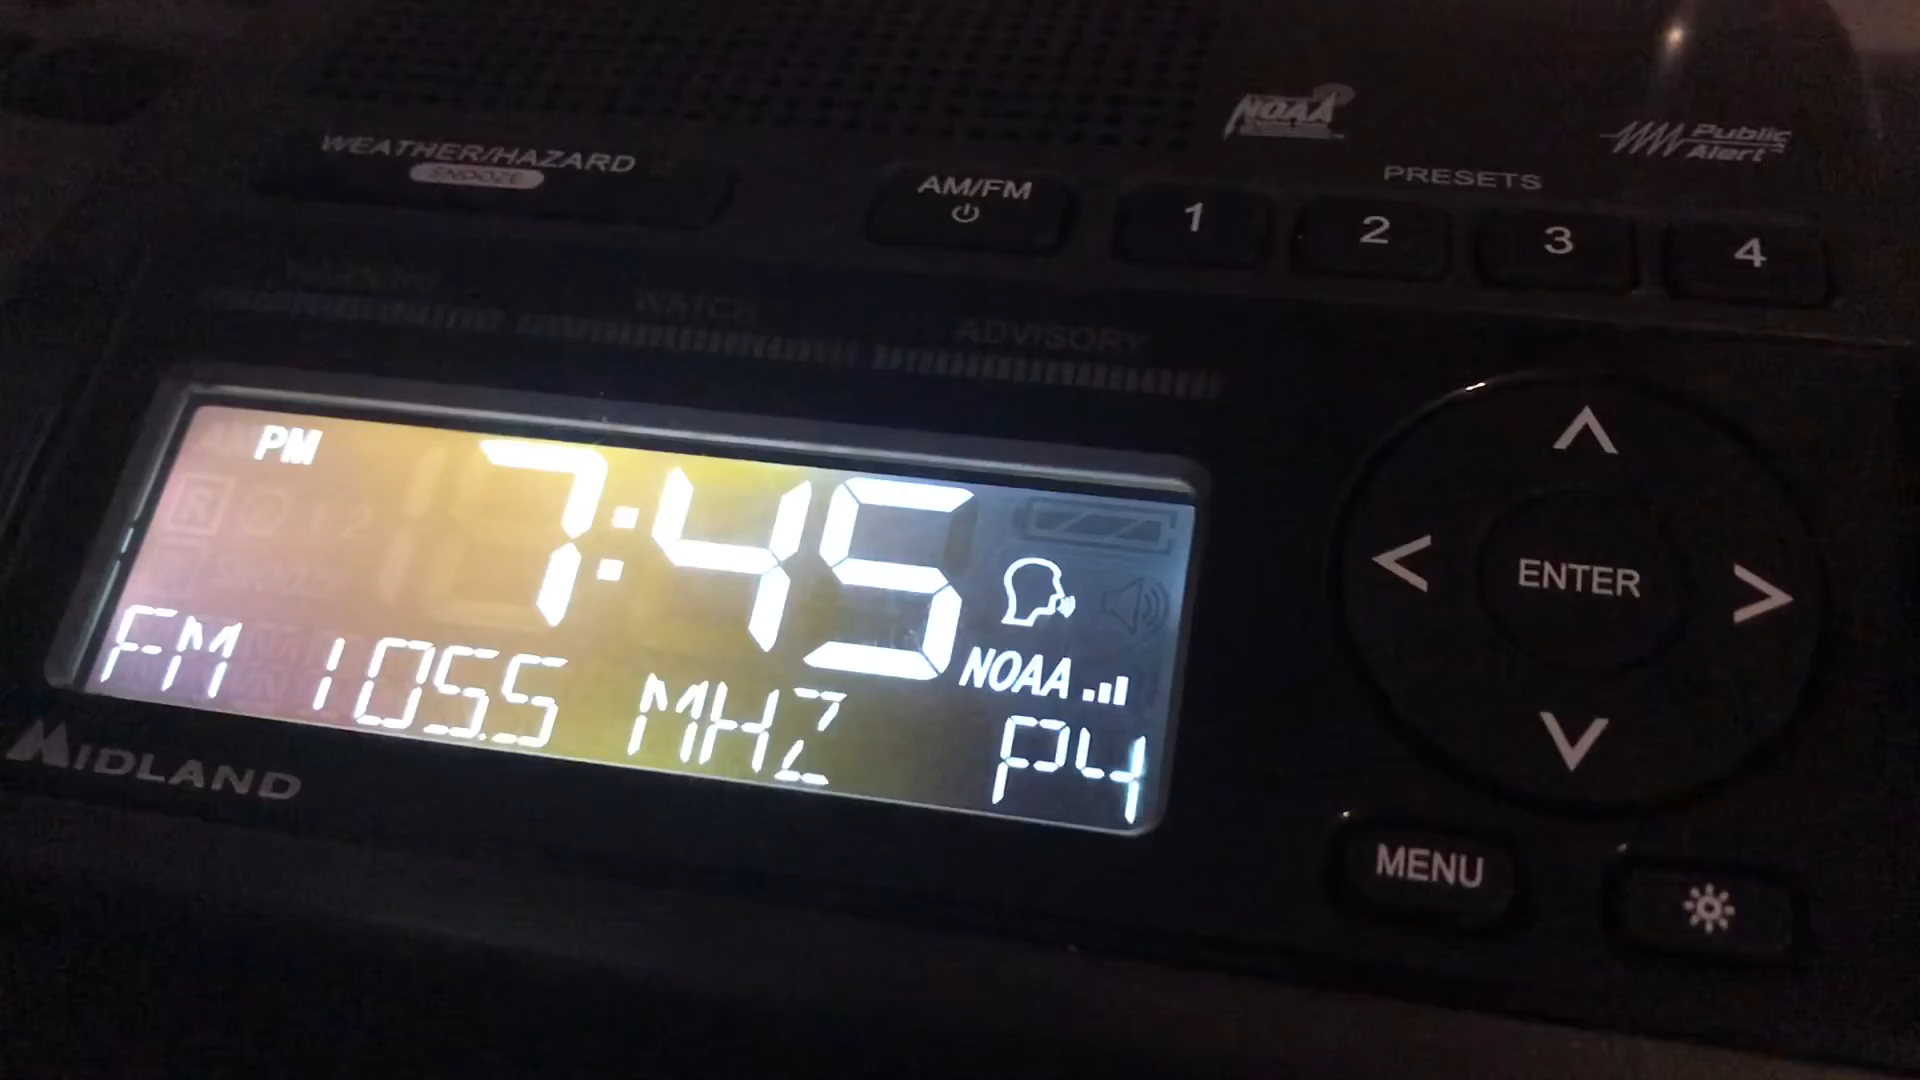 NOAA
Public Alert
WEATHER/HAZARD
SNOOZE
AM/FM
PRESETS
1 2 3 4
WATCH
ADVISORY
PM
7:45
NOAA
FM 105.5 MHZ P4
MIDLAND
ENTER
MENU